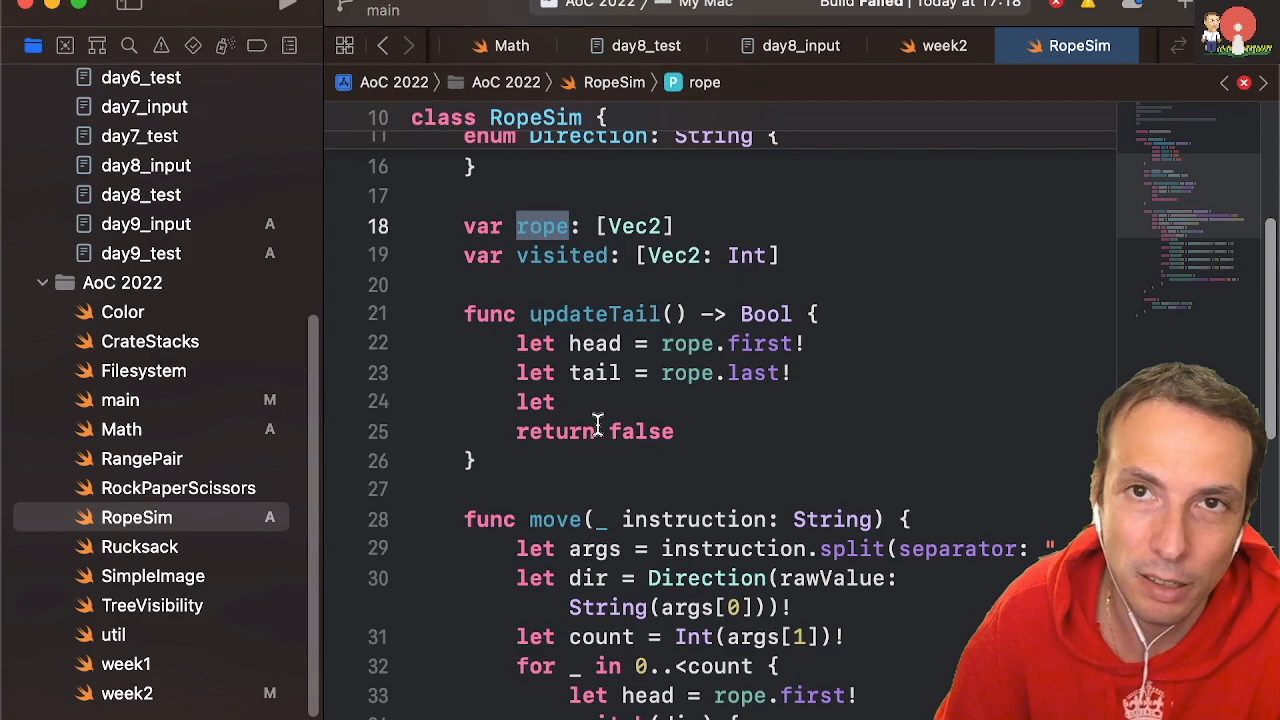 main
AoC 2022
My Mac
Build Failed | Today at 17:18
Math
day8_test
day8_input
week2
RopeSim
AoC 2022
AoC 2022
RopeSim
P rope
day6_test
day7_input
day7_test
day8_input
day8_test
day9_input A
day9_test A
AoC 2022
Color
CrateStacks
Filesystem
main M
Math A
RangePair
RockPaperScissors
RopeSim A
Rucksack
SimpleImage
TreeVisibility
util
week1
week2 M
10 class RopeSim {
11 enum Direction: String {
16 }
17
18 var rope: [Vec2]
19 var visited: [Vec2: Int]
20
21 func updateTail() -> Bool {
22 let head = rope.first!
23 let tail = rope.last!
24 let
25 return false
26 }
27
28 func move(_ instruction: String) {
29 let args = instruction.split(separator: "
30 let dir = Direction(rawValue:
String(args[0]))!
31 let count = Int(args[1])!
32 for _ in 0..<count {
33 let head = rope.first!